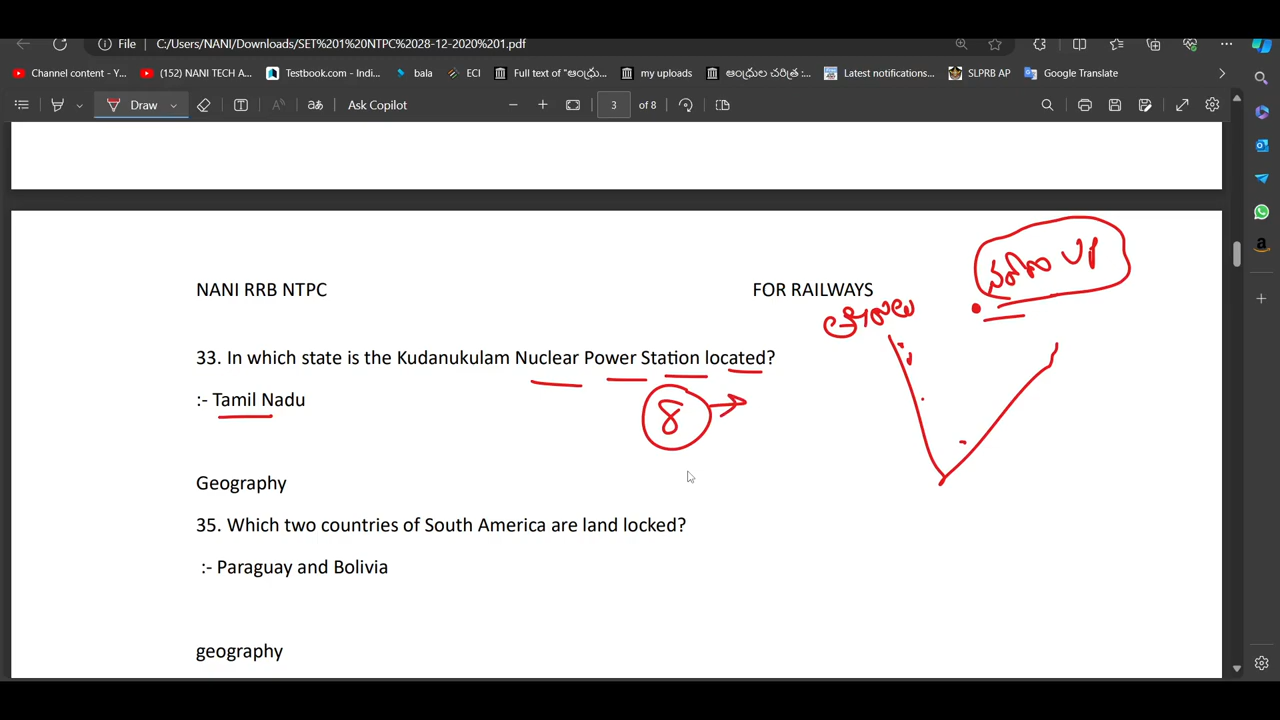 File C:/Users/NANI/Downloads/SET%201%20NTPC%2028-12-2020%201.pdf
Channel content - Y... (152) NANI TECH A... Testbook.com - Indi... bala ECI Full text of "ఆంధ్రు... my uploads ఆంధ్రుల చరిత్ర :... Latest notifications... SLPRB AP Google Translate
Draw Ask Copilot 3 of 8
NANI RRB NTPC FOR RAILWAYS
33. In which state is the Kudanukulam Nuclear Power Station located?
:- Tamil Nadu
8
Geography
35. Which two countries of South America are land locked?
:- Paraguay and Bolivia
geography